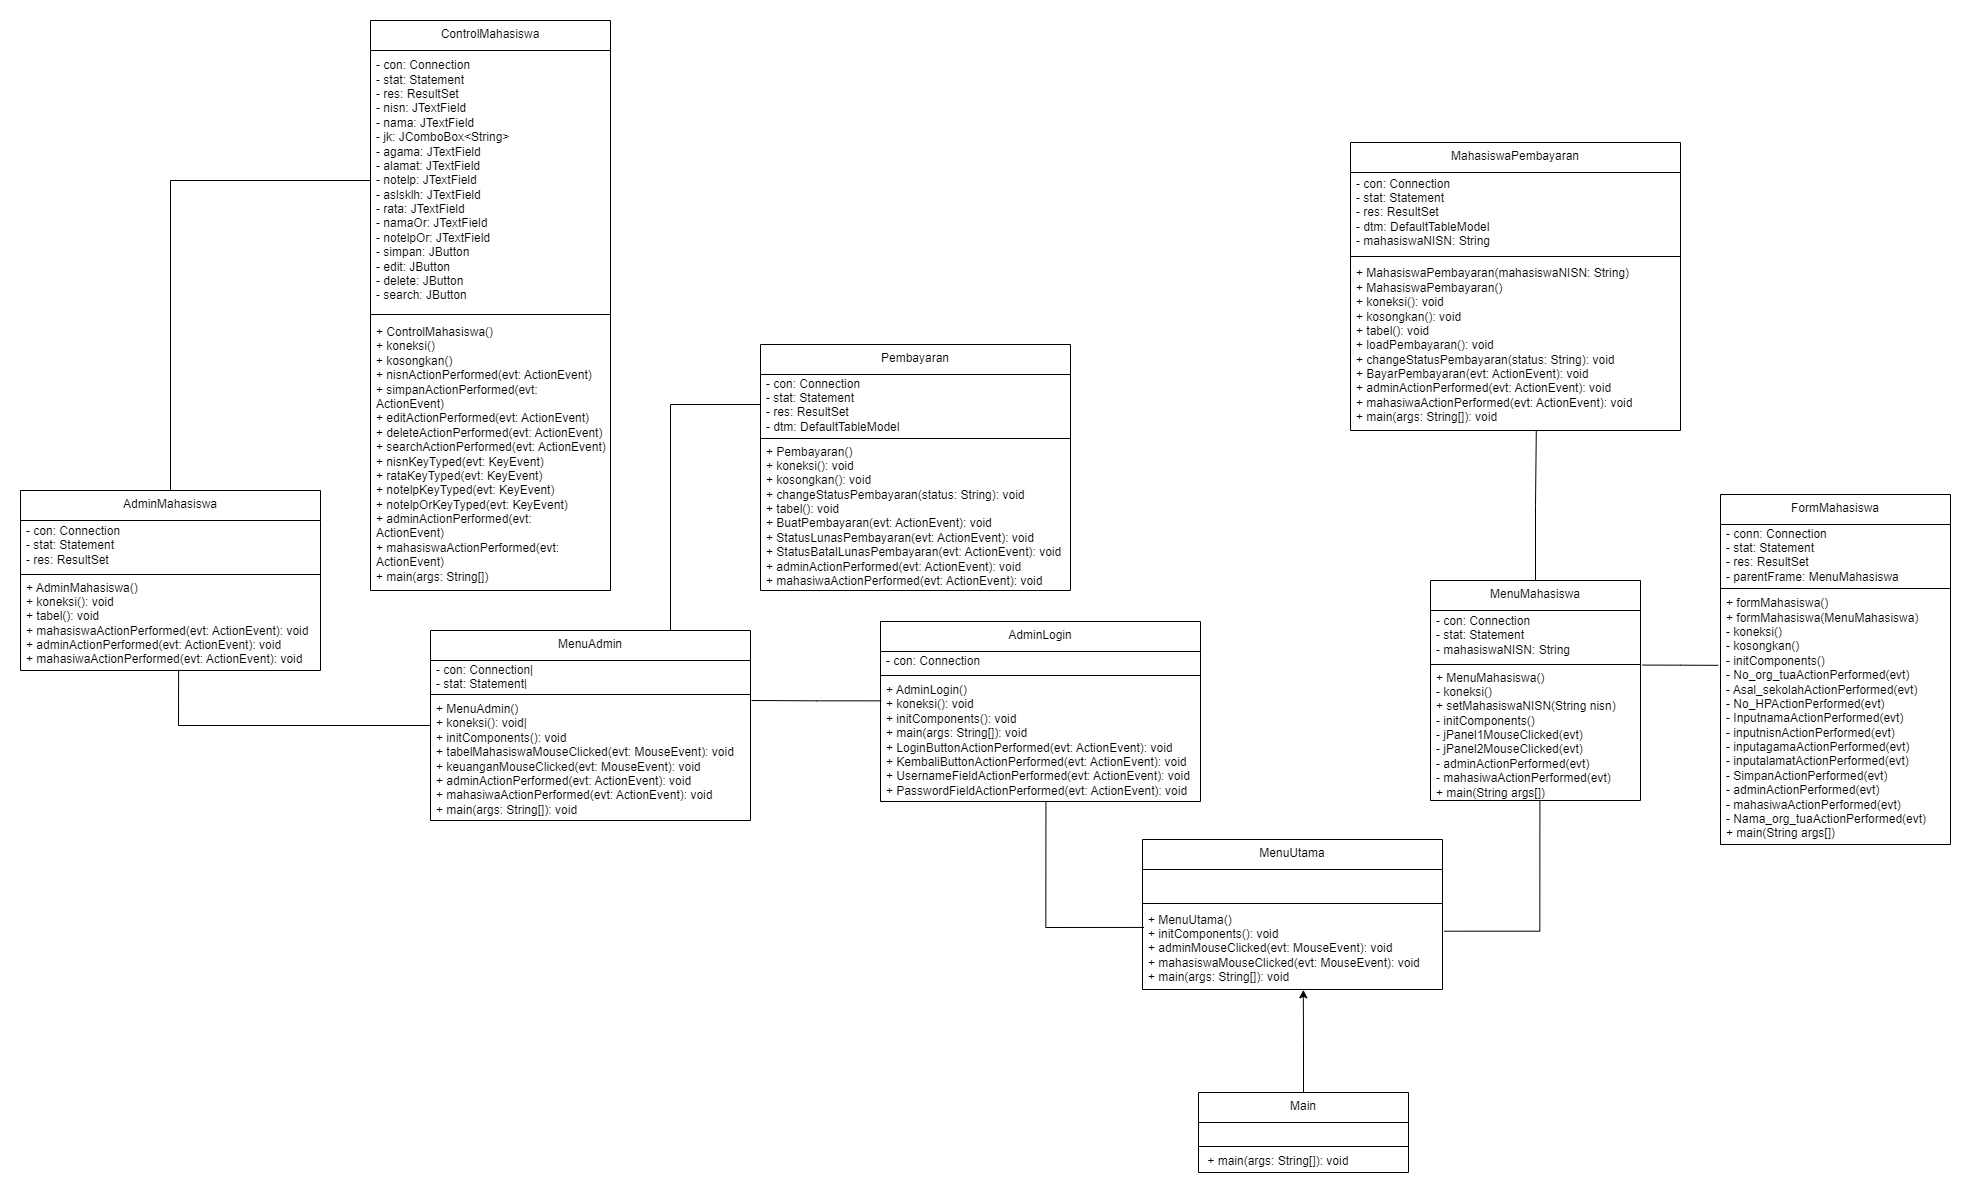 ControlMahasiswa
- con: Connection
- stat: Statement
- res: ResultSet
- nisn: JTextField
- nama: JTextField
- jk: JComboBox<String>
- agama: JTextField
- alamat: JTextField
- notelp: JTextField
- aslsklh: JTextField
- rata: JTextField
- namaOr: JTextField
- notelpOr: JTextField
- simpan: JButton
- edit: JButton
- delete: JButton
- search: JButton
+ ControlMahasiswa()
+ koneksi()
+ kosongkan()
+ nisnActionPerformed(evt: ActionEvent)
+ simpanActionPerformed(evt:
ActionEvent)
+ editActionPerformed(evt: ActionEvent)
+ deleteActionPerformed(evt: ActionEvent)
+ searchActionPerformed(evt: ActionEvent)
+ nisnKeyTyped(evt: KeyEvent)
+ rataKeyTyped(evt: KeyEvent)
+ notelpKeyTyped(evt: KeyEvent)
+ notelpOrKeyTyped(evt: KeyEvent)
+ adminActionPerformed(evt:
ActionEvent)
+ mahasiswaActionPerformed(evt:
ActionEvent)
+ main(args: String[])
MahasiswaPembayaran
- con: Connection
- stat: Statement
- res: ResultSet
- dtm: DefaultTableModel
- mahasiswaNISN: String
+ MahasiswaPembayaran(mahasiswaNISN: String)
+ MahasiswaPembayaran()
+ koneksi(): void
+ kosongkan(): void
+ tabel(): void
+ loadPembayaran(): void
+ changeStatusPembayaran(status: String): void
+ BayarPembayaran(evt: ActionEvent): void
+ adminActionPerformed(evt: ActionEvent): void
+ mahasiwaActionPerformed(evt: ActionEvent): void
+ main(args: String[]): void
Pembayaran
- con: Connection
- stat: Statement
- res: ResultSet
- dtm: DefaultTableModel
+ Pembayaran()
+ koneksi(): void
+ kosongkan(): void
+ changeStatusPembayaran(status: String): void
+ tabel(): void
+ BuatPembayaran(evt: ActionEvent): void
+ StatusLunasPembayaran(evt: ActionEvent): void
+ StatusBatalLunasPembayaran(evt: ActionEvent): void
+ adminActionPerformed(evt: ActionEvent): void
+ mahasiwaActionPerformed(evt: ActionEvent): void
AdminMahasiswa
- con: Connection
- stat: Statement
- res: ResultSet
+ AdminMahasiswa()
+ koneksi(): void
+ tabel(): void
+ mahasiswaActionPerformed(evt: ActionEvent): void
+ adminActionPerformed(evt: ActionEvent): void
+ mahasiwaActionPerformed(evt: ActionEvent): void
FormMahasiswa
- conn: Connection
- stat: Statement
- res: ResultSet
- parentFrame: MenuMahasiswa
+ formMahasiswa()
+ formMahasiswa(MenuMahasiswa)
- koneksi()
- kosongkan()
- initComponents()
- No_org_tuaActionPerformed(evt)
- Asal_sekolahActionPerformed(evt)
- No_HPActionPerformed(evt)
- InputnamaActionPerformed(evt)
- inputnisnActionPerformed(evt)
- inputagamaActionPerformed(evt)
- inputalamatActionPerformed(evt)
- SimpanActionPerformed(evt)
- adminActionPerformed(evt)
- mahasiwaActionPerformed(evt)
- Nama_org_tuaActionPerformed(evt)
+ main(String args[])
MenuMahasiswa
- con: Connection
- stat: Statement
- mahasiswaNISN: String
+ MenuMahasiswa()
- koneksi()
+ setMahasiswaNISN(String nisn)
- initComponents()
- jPanel1MouseClicked(evt)
- jPanel2MouseClicked(evt)
- adminActionPerformed(evt)
- mahasiwaActionPerformed(evt)
+ main(String args[])
MenuAdmin
- con: Connection|
- stat: Statement|
+ MenuAdmin()
+ koneksi(): void|
+ initComponents(): void
+ tabelMahasiswaMouseClicked(evt: MouseEvent): void
+ keuanganMouseClicked(evt: MouseEvent): void
+ adminActionPerformed(evt: ActionEvent): void
+ mahasiwaActionPerformed(evt: ActionEvent): void
+ main(args: String[]): void
AdminLogin
- con: Connection
+ AdminLogin()
+ koneksi(): void
+ initComponents(): void
+ main(args: String[]): void
+ LoginButtonActionPerformed(evt: ActionEvent): void
+ KembaliButtonActionPerformed(evt: ActionEvent): void
+ UsernameFieldActionPerformed(evt: ActionEvent): void
+ PasswordFieldActionPerformed(evt: ActionEvent): void
MenuUtama
+ MenuUtama()
+ initComponents(): void
+ adminMouseClicked(evt: MouseEvent): void
+ mahasiswaMouseClicked(evt: MouseEvent): void
+ main(args: String[]): void
Main
+ main(args: String[]): void